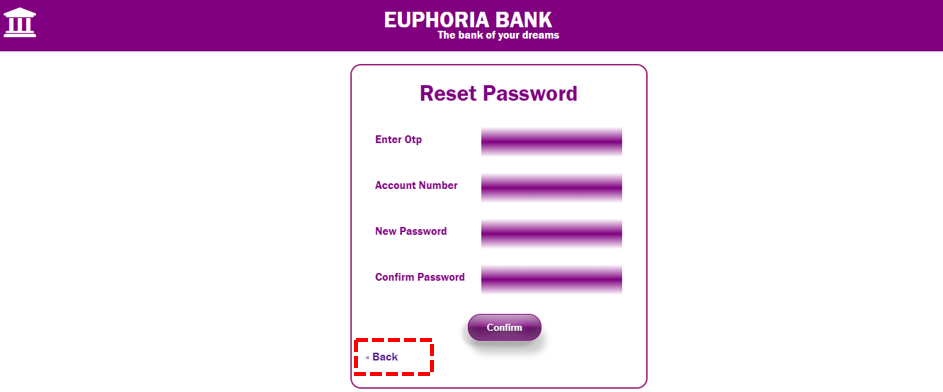 EUPHORIA BANK
The bank of your dreams
Reset Password
Enter Otp
Account Number
New Password
Confirm Password
Confirm
« Back